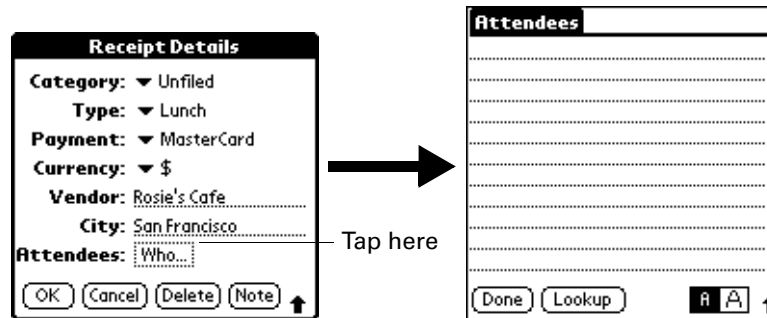 Receipt Details
Category: Unfiled
Type: Lunch
Payment: MasterCard
Currency: $
Vendor: Rosie's Cafe
City: San Francisco
Attendees: Who...
OK Cancel Delete Note
Tap here
Attendees
Done Lookup A A